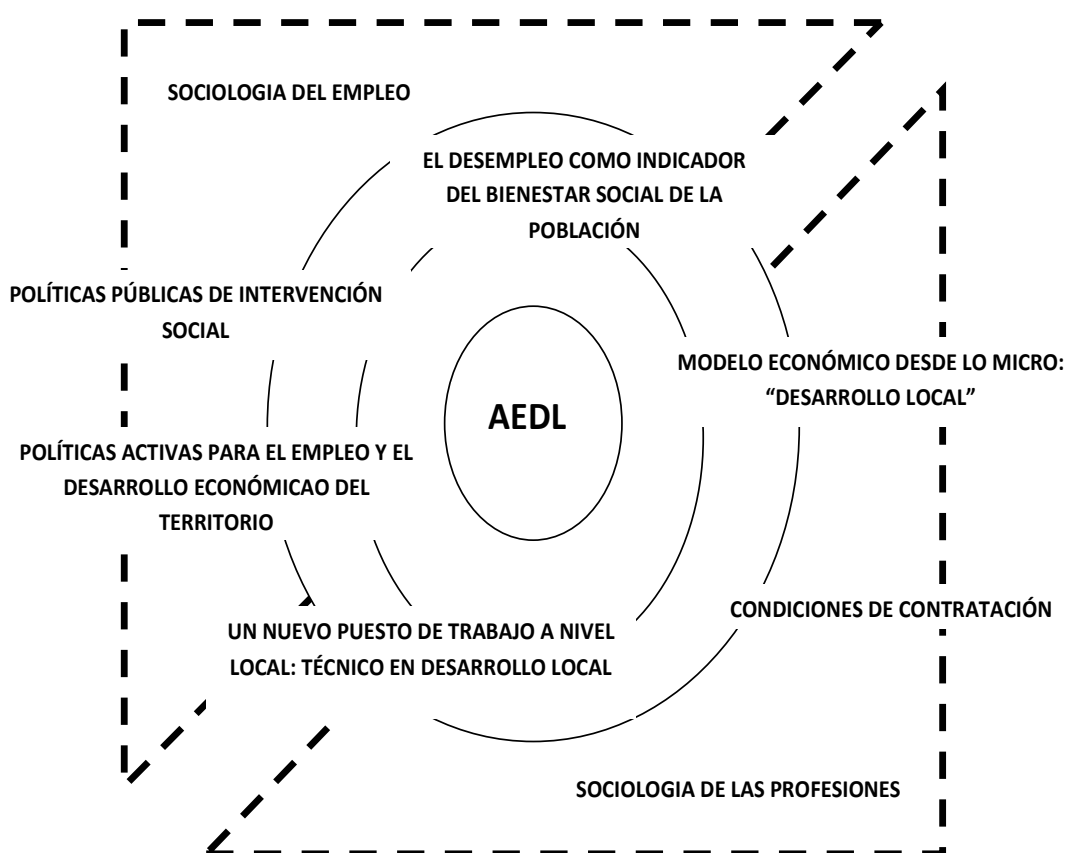 SOCIOLOGIA DEL EMPLEO
EL DESEMPLEO COMO INDICADOR
DEL BIENESTAR SOCIAL DE LA
POBLACIÓN
POLÍTICAS PÚBLICAS DE INTERVENCIÓN
SOCIAL
MODELO ECONÓMICO DESDE LO MICRO:
“DESARROLLO LOCAL”
AEDL
POLÍTICAS ACTIVAS PARA EL EMPLEO Y EL
DESARROLLO ECONÓMICAO DEL
TERRITORIO
CONDICIONES DE CONTRATACIÓN
UN NUEVO PUESTO DE TRABAJO A NIVEL
LOCAL: TÉCNICO EN DESARROLLO LOCAL
SOCIOLOGIA DE LAS PROFESIONES